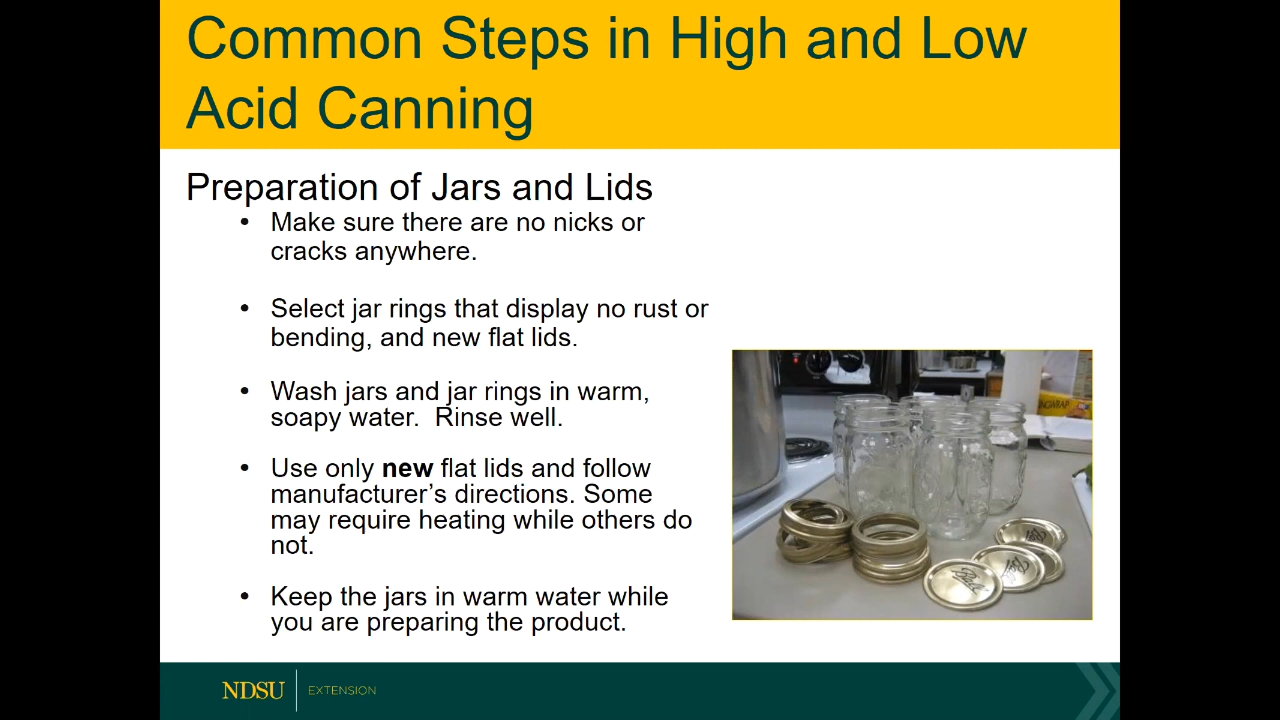 Common Steps in High and Low
Acid Canning
Preparation of Jars and Lids
• Make sure there are no nicks or
cracks anywhere.
• Select jar rings that display no rust or
bending, and new flat lids.
• Wash jars and jar rings in warm,
soapy water.  Rinse well.
• Use only new flat lids and follow
manufacturer’s directions. Some
may require heating while others do
not.
• Keep the jars in warm water while
you are preparing the product.
Ball
Ball
Ball
NDSU
EXTENSION